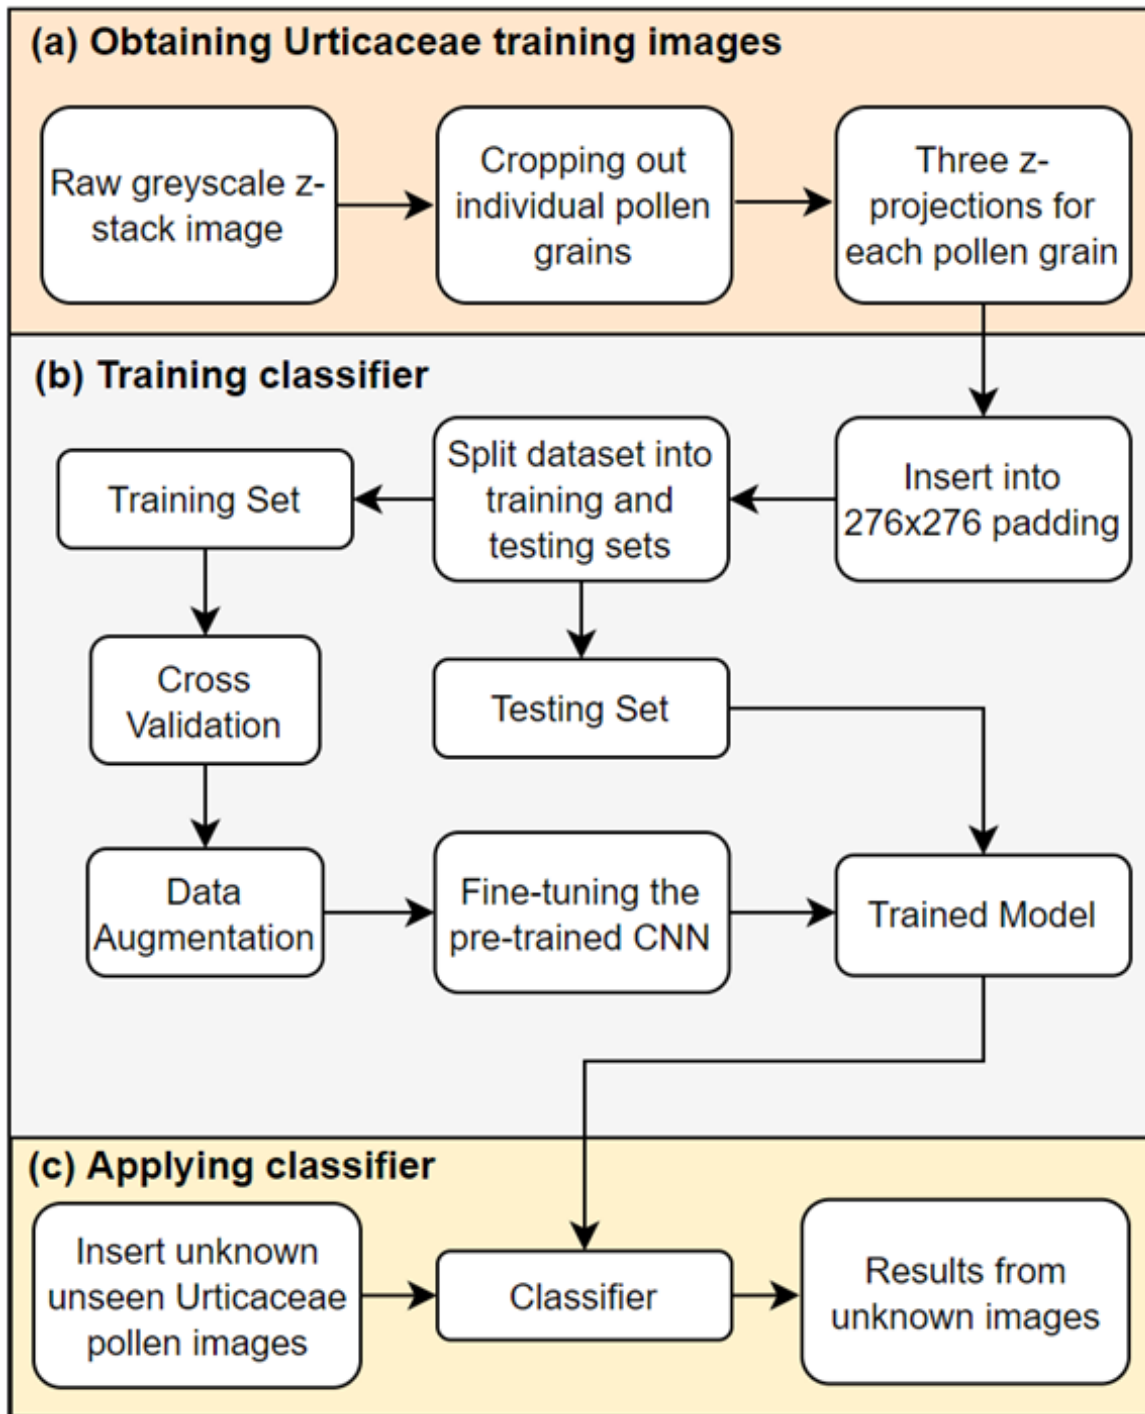 (a) Obtaining Urticaceae training images
Raw greyscale z-
stack image
Cropping out
individual pollen
grains
Three z-
projections for
each pollen grain
(b) Training classifier
Insert into
276x276 padding
Split dataset into
training and
testing sets
Training Set
Cross
Validation
Testing Set
Data
Augmentation
Fine-tuning the
pre-trained CNN
Trained Model
(c) Applying classifier
Insert unknown
unseen Urticaceae
pollen images
Classifier
Results from
unknown images